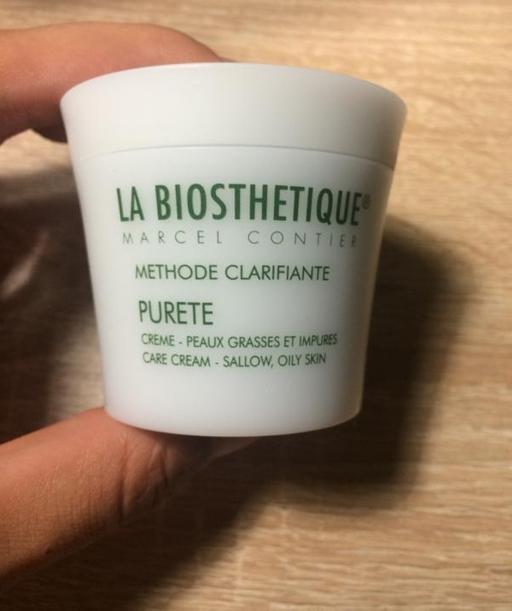 LA BIOSTHETIQUE®
MARCEL CONTIER
METHODE CLARIFIANTE
PURETE
CREME - PEAUX GRASSES ET IMPURES
CARE CREAM - SALLOW, OILY SKIN